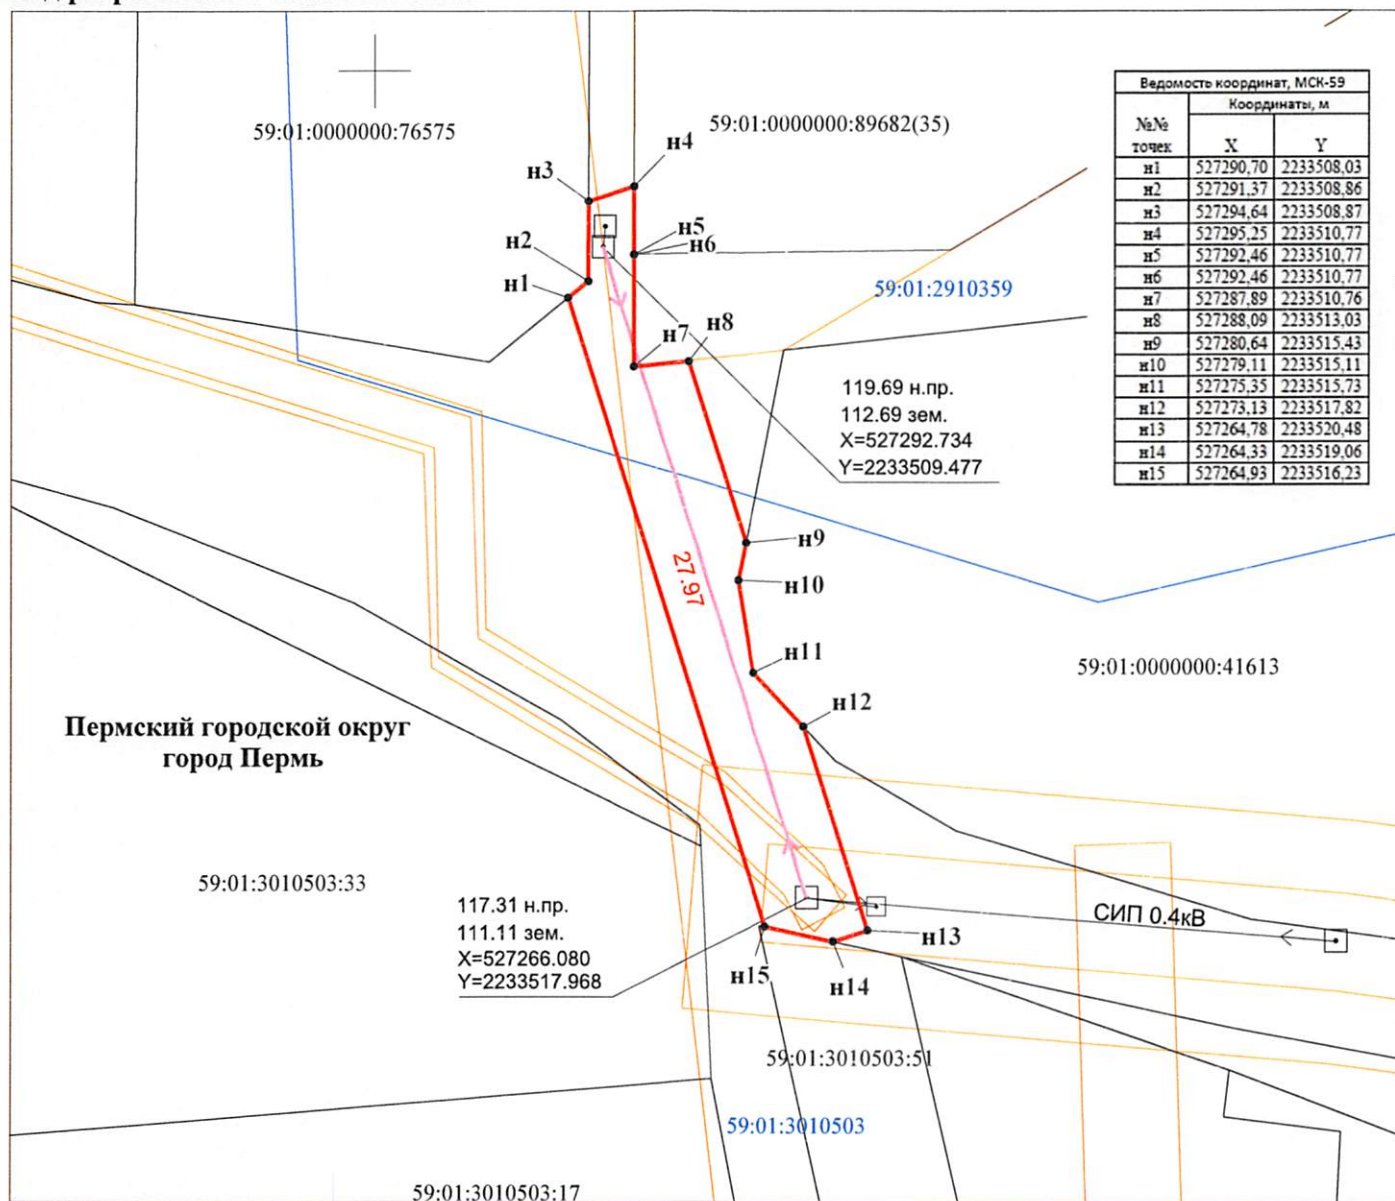 59:01:0000000:76575
59:01:0000000:89682(35)
н4
н3
н5
н2
н6
н1
59:01:2910359
н7
н8
119.69 н.пр.
112.69 зем.
X=527292.734
Y=2233509.477
Ведомость координат, МСК-59
№№ точек
Координаты, м
X Y
н1 527290,70 2233508,03
н2 527291,37 2233508,86
н3 527294,64 2233508,87
н4 527295,25 2233510,77
н5 527292,46 2233510,77
н6 527292,46 2233510,77
н7 527287,89 2233510,76
н8 527288,09 2233513,03
н9 527280,64 2233515,43
н10 527279,11 2233515,11
н11 527275,35 2233515,73
н12 527273,13 2233517,82
н13 527264,78 2233520,48
н14 527264,33 2233519,06
н15 527264,93 2233516,23
н9
27.97
н10
н11
59:01:0000000:41613
н12
Пермский городской округ
город Пермь
59:01:3010503:33
117.31 н.пр.
111.11 зем.
X=527266.080
Y=2233517.968
СИП 0.4кВ
н13
н15
н14
59:01:3010503:51
59:01:3010503
59:01:3010503:17